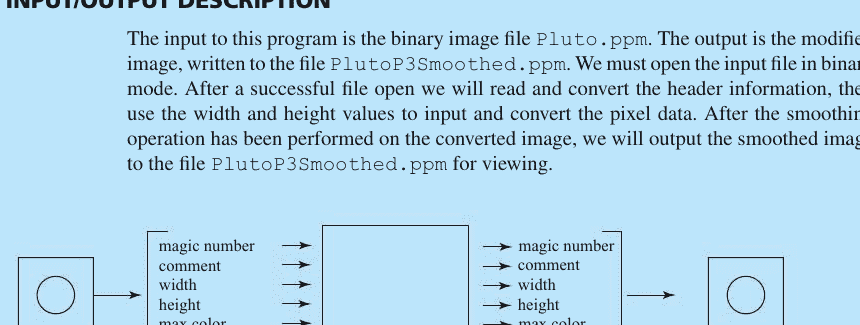 INPUT/OUTPUT DESCRIPTION
The input to this program is the binary image file Pluto.ppm. The output is the modifie
image, written to the file PlutoP3Smoothed.ppm. We must open the input file in binar
mode. After a successful file open we will read and convert the header information, the
use the width and height values to input and convert the pixel data. After the smoothin
operation has been performed on the converted image, we will output the smoothed imag
to the file PlutoP3Smoothed.ppm for viewing.
magic number
comment
width
height
max color
magic number
comment
width
height
max color